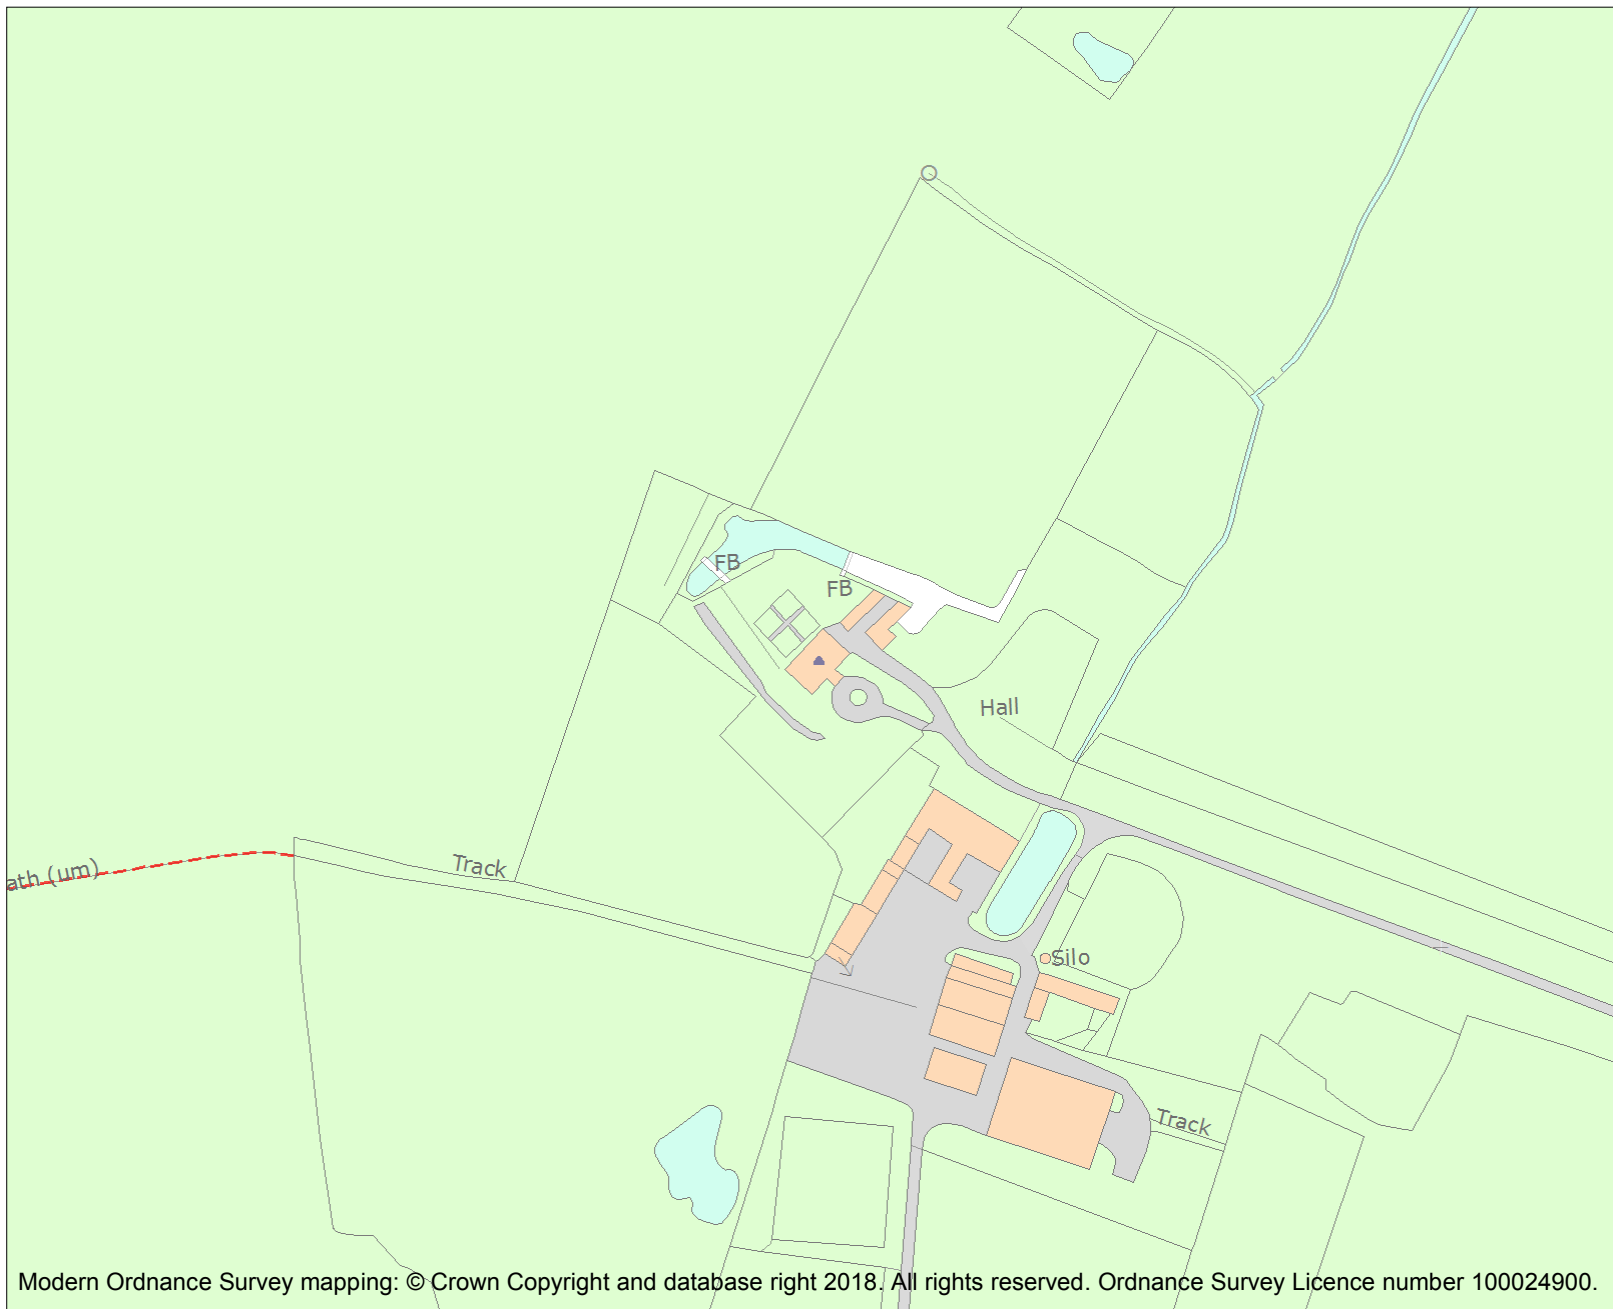 FB
FB
Hall
Track
ath (um)
Silo
Track
Modern Ordnance Survey mapping: © Crown Copyright and database right 2018. All rights reserved. Ordnance Survey Licence number 100024900.